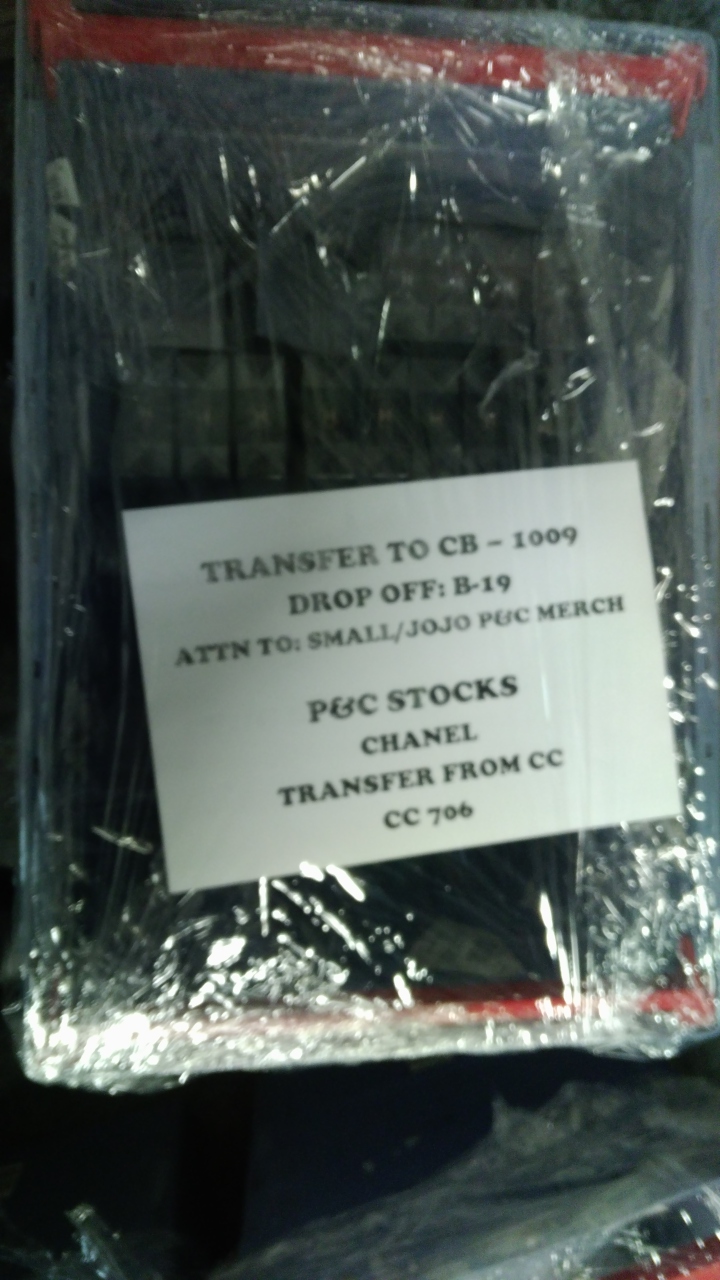 TRANSFER TO CB – 1009
DROP OFF: B-19
ATTN TO: SMALL/JOJO P&C MERCH
P&C STOCKS
CHANEL
TRANSFER FROM CC
CC 706